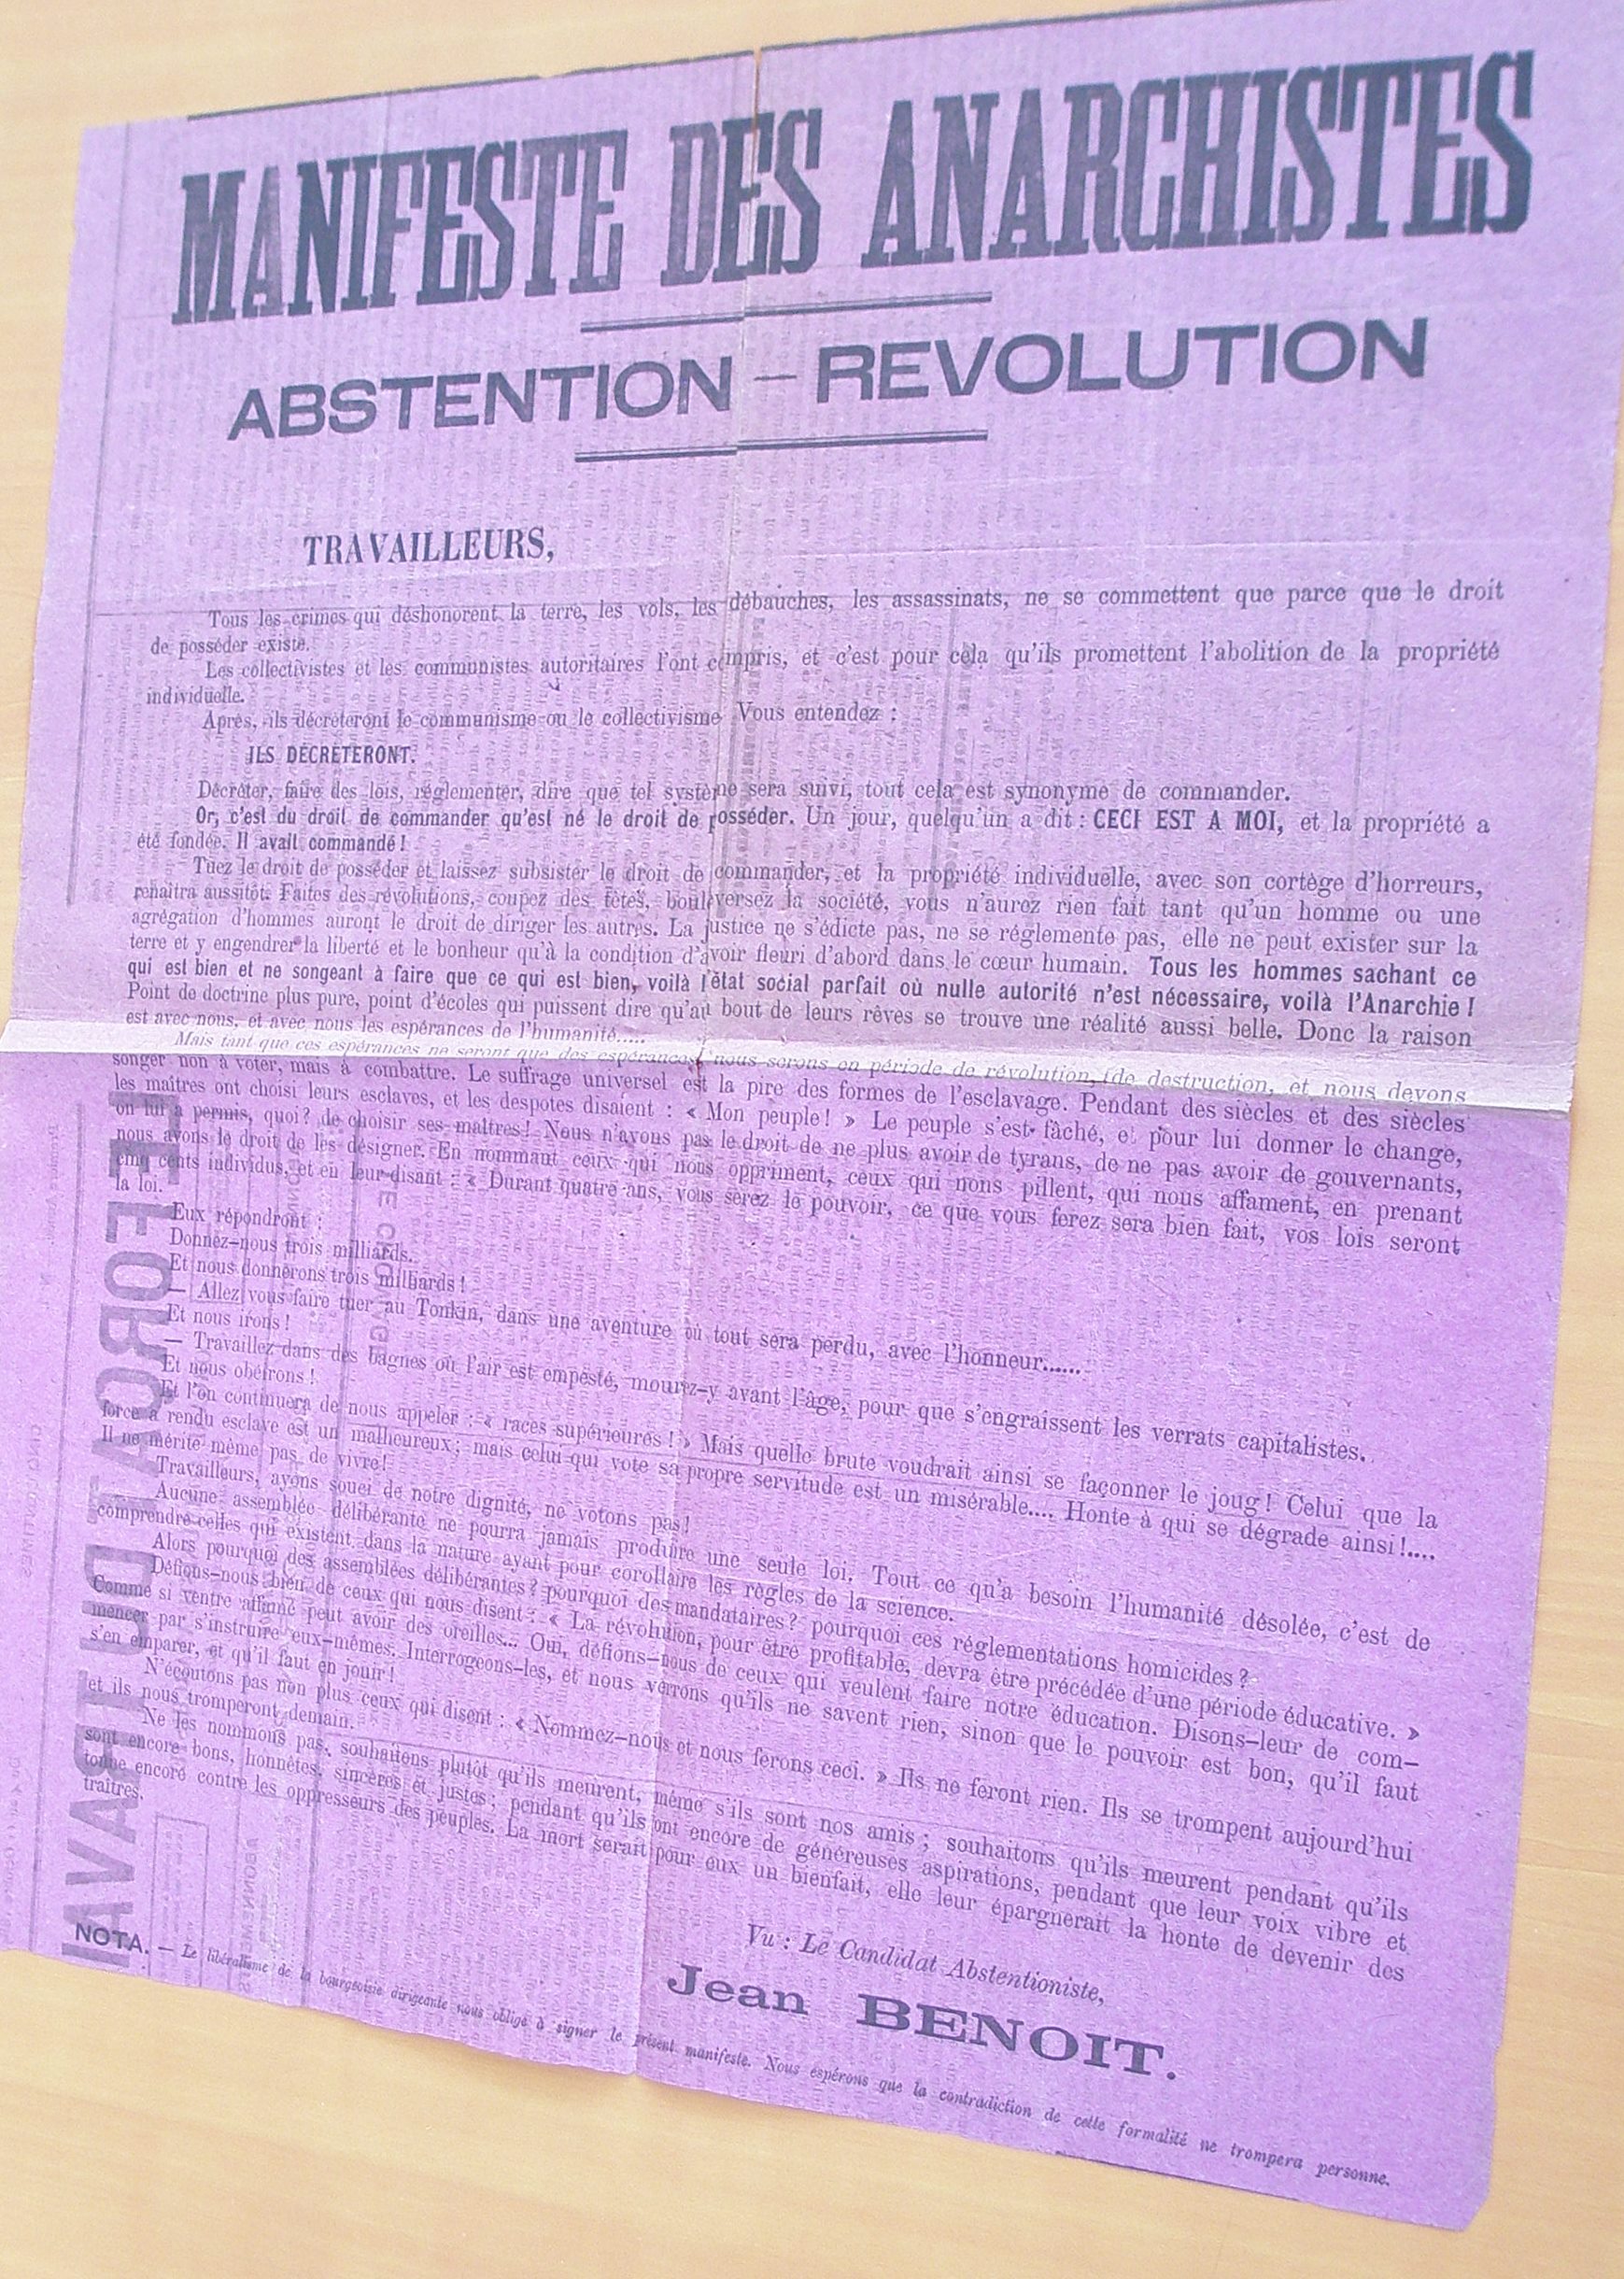 MANIFESTE DES ANARCHISTES
ABSTENTION – REVOLUTION
TRAVAILLEURS,
Tous les crimes qui déshonorent la terre, les vols, les débauches, les assassinats, ne se commettent que parce que le droit
de posséder existe.
Les collectivistes et les communistes autoritaires l'ont compris, et c'est pour cela qu'ils promettent l'abolition de la propriété
individuelle.
Après, ils décréteront le communisme ou le collectivisme Vous entendez :
ILS DÉCRÈTERONT.
Décréter, faire des lois, réglementer, dire que tel système sera suivi, tout cela est synonyme de commander.
Or, c'est du droit de commander qu'est né le droit de posséder. Un jour, quelqu'un a dit : CECI EST A MOI, et la propriété a
été fondée. Il avait commandé !
Tuez le droit de posséder et laissez subsister le droit de commander, et la propriété individuelle, avec son cortège d'horreurs,
renaîtra aussitôt. Faites des révolutions, coupez des têtes, bouleversez la société, vous n'aurez rien fait tant qu'un homme ou une
agrégation d'hommes auront le droit de diriger les autres. La justice ne s'édicte pas, ne se réglemente pas, elle ne peut exister sur la
terre et y engendrer la liberté et le bonheur qu'à la condition d'avoir fleuri d'abord dans le cœur humain. Tous les hommes sachant ce
qui est bien et ne songeant à faire que ce qui est bien, voilà l'état social parfait où nulle autorité n'est nécessaire, voilà l'Anarchie !
Point de doctrine plus pure, point d'écoles qui puissent dire qu'au bout de leurs rêves se trouve une réalité aussi belle. Donc la raison
est avec nous, et avec nous les espérances de l'humanité.....
Mais tant que ces espérances ne seront que des espérances, nous serons en période de révolution, de destruction, et nous devons
songer non à voter, mais à combattre. Le suffrage universel est la pire des formes de l'esclavage. Pendant des siècles et des siècles
les maîtres ont choisi leurs esclaves, et les despotes disaient : « Mon peuple ! » Le peuple s'est fâché, et pour lui donner le change,
on lui a permis, quoi ? de choisir ses maîtres ! Nous n'avons pas le droit de ne plus avoir de tyrans, de ne pas avoir de gouvernants,
nous avons le droit de les désigner. En nommant ceux qui nous oppriment, ceux qui nous pillent, qui nous affament, en prenant
cinq cents individus, et en leur disant : « Durant quatre ans, vous serez le pouvoir, ce que vous ferez sera bien fait, vos lois seront
la loi.
Eux répondront :
Donnez-nous trois milliards.
Et nous donnerons trois milliards !
— Allez vous faire tuer au Tonkin, dans une aventure où tout sera perdu, avec l'honneur......
Et nous irons !
— Travaillez dans des bagnes où l'air est empesté, mourez-y avant l'âge, pour que s'engraissent les verrats capitalistes.
Et nous obéirons !
Et l'on continuera de nous appeler : « races supérieures ! » Mais quelle brute voudrait ainsi se façonner le joug ! Celui que la
force a rendu esclave est un malheureux ; mais celui qui vote sa propre servitude est un misérable.... Honte à qui se dégrade ainsi !....
Il ne mérite même pas de vivre !
Travailleurs, ayons souci de notre dignité, ne votons pas !
Aucune assemblée délibérante ne pourra jamais produire une seule loi. Tout ce qu'a besoin l'humanité désolée, c'est de
comprendre celles qui existent dans la nature ayant pour corollaire les règles de la science.
Alors pourquoi des assemblées délibérantes ? pourquoi des mandataires ? pourquoi ces réglementations homicides ?
Défions-nous bien de ceux qui nous disent : « La révolution, pour être profitable, devra être précédée d'une période éducative. »
Comme si ventre affamé peut avoir des oreilles... Oui, défions-nous de ceux qui veulent faire notre éducation. Disons-leur de com-
mencer par s'instruire eux-mêmes. Interrogeons-les, et nous verrons qu'ils ne savent rien, sinon que le pouvoir est bon, qu'il faut
s'en emparer, et qu'il faut en jouir !
N'écoutons pas non plus ceux qui disent : « Nommez-nous et nous ferons ceci. » Ils ne feront rien. Ils se trompent aujourd'hui
et ils nous tromperont demain.
Ne les nommons pas, souhaitons plutôt qu'ils meurent, même s'ils sont nos amis ; souhaitons qu'ils meurent pendant qu'ils
sont encore bons, honnêtes, sincères et justes ; pendant qu'ils ont encore de généreuses aspirations, pendant que leur voix vibre et
tonne encore contre les oppresseurs des peuples. La mort serait pour eux un bienfait, elle leur épargnerait la honte de devenir des
traîtres.
Vu : Le Candidat Abstentioniste,
Jean BENOIT.
NOTA. — Le libéralisme de la bourgeoisie dirigeante nous oblige à signer le présent manifeste. Nous espérons que la contradiction de cette formalité ne trompera personne.
LE FORÇAT DU TRAVAIL